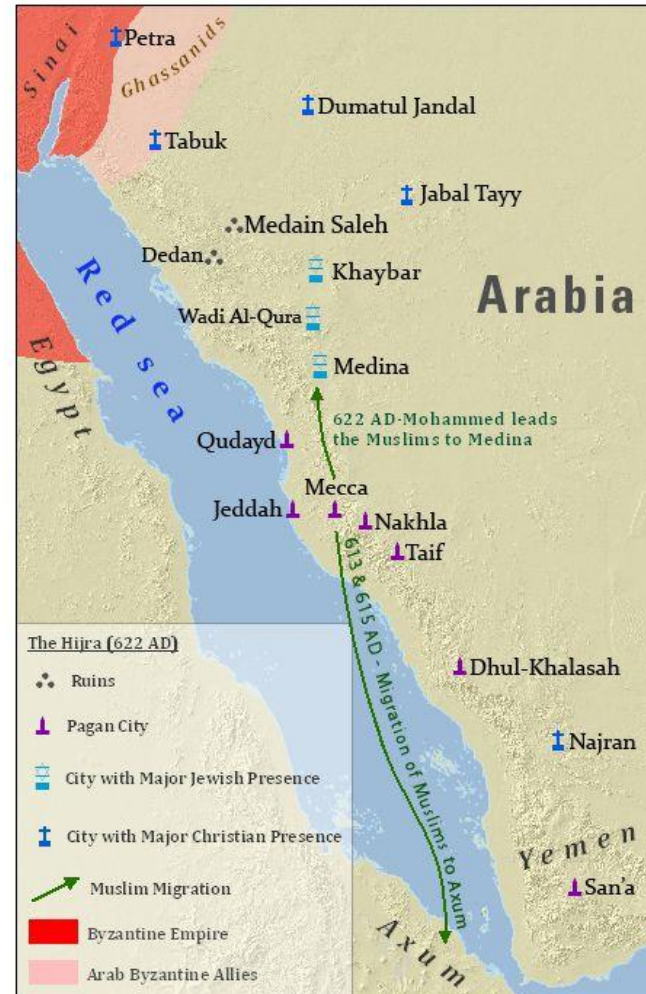 Petra
Sinai
Ghassanids
Dumatul Jandal
Tabuk
Jabal Tayy
Medain Saleh
Dedan
Khaybar
Red sea
Arabia
Wadi Al-Qura
Egypt
Medina
622 AD-Mohammed leads
the Muslims to Medina
Qudayd
Mecca
Jeddah
Nakhla
Taif
613 & 615 AD - Migration of Muslims to Axum
Dhul-Khalasah
Najran
Yemen
San'a
Axum
The Hijra (622 AD)
Ruins
Pagan City
City with Major Jewish Presence
City with Major Christian Presence
Muslim Migration
Byzantine Empire
Arab Byzantine Allies